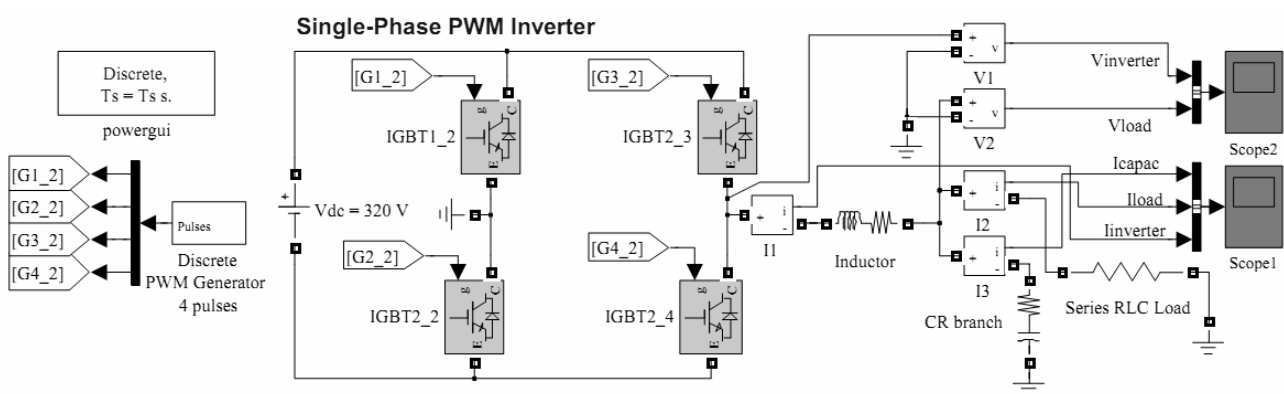 Single-Phase PWM Inverter
Discrete,
Ts = Ts s.
powergui
[G1_2]
[G2_2]
[G3_2]
[G4_2]
Pulses
Discrete
PWM Generator
4 pulses
+
Vdc = 320 V
[G1_2]
g
C
E
IGBT1_2
[G2_2]
g
C
E
IGBT2_2
[G3_2]
g
C
E
IGBT2_3
[G4_2]
g
C
E
IGBT2_4
+
i
-
I1
Inductor
+
v
-
V1
+
v
-
V2
+
i
-
I2
+
i
-
I3
CR branch
Series RLC Load
Vinverter
Vload
Scope2
Icapac
Iload
Iinverter
Scope1